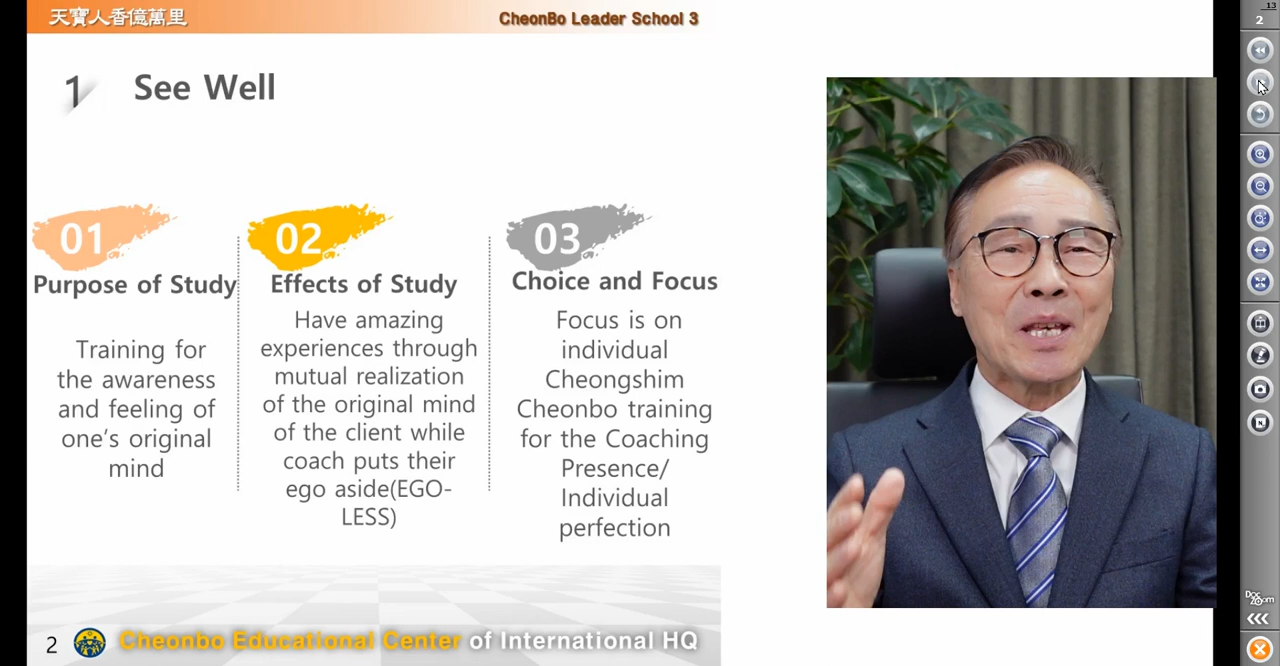 天寶人香億萬里
CheonBo Leader School 3
1 See Well
01
Purpose of Study
Training for
the awareness
and feeling of
one's original
mind
02
Effects of Study
Have amazing
experiences through
mutual realization
of the original mind
of the client while
coach puts their
ego aside(EGO-
LESS)
03
Choice and Focus
Focus is on
individual
Cheongshim
Cheonbo training
for the Coaching
Presence/
Individual
perfection
2 Cheonbo Educational Center of International HQ
13
2
Doc
Zoom